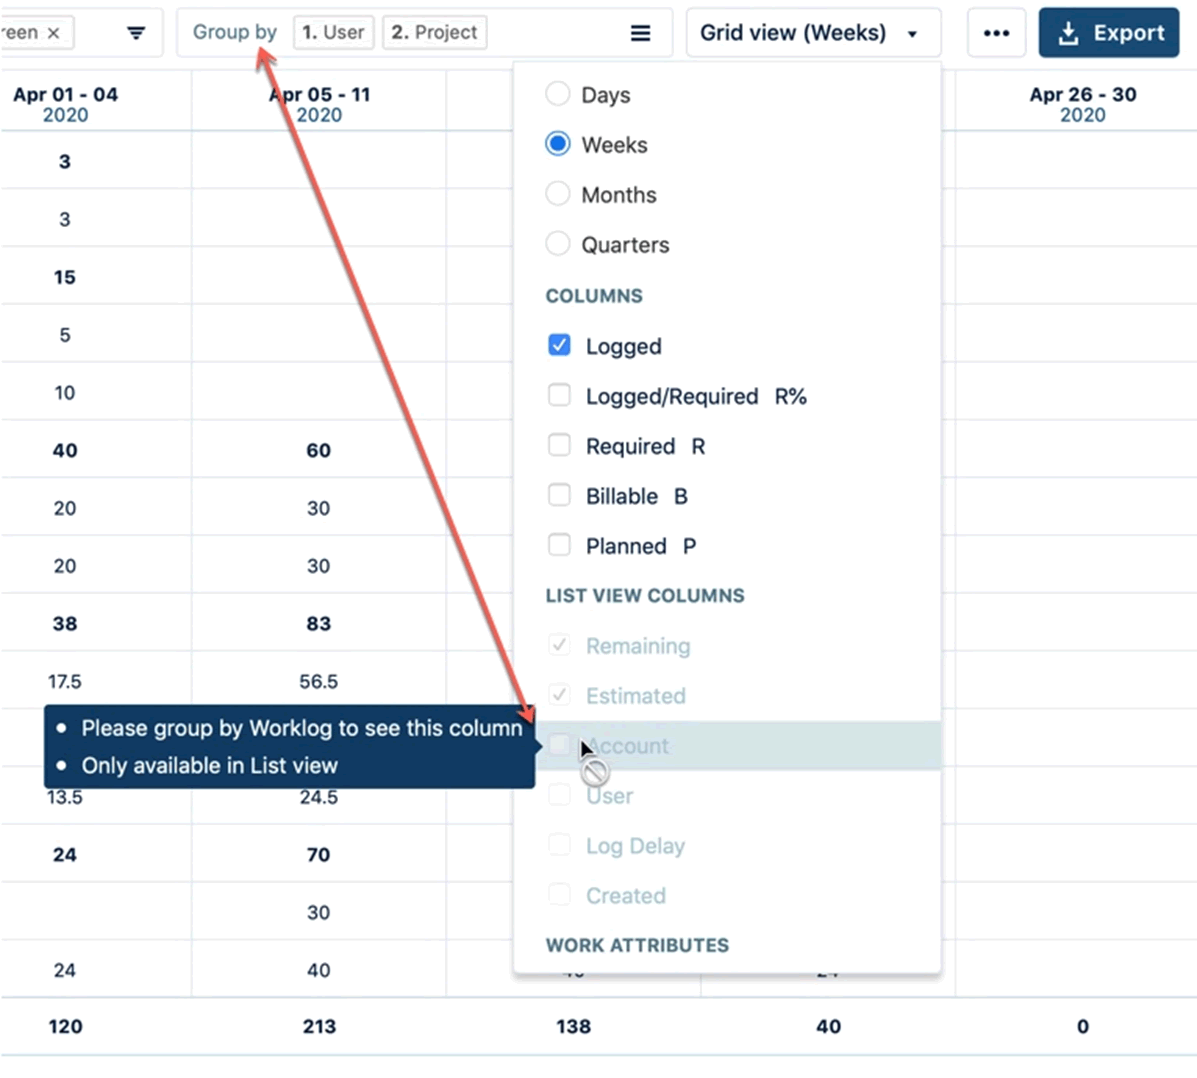 reen ×
Group by 1. User 2. Project
Grid view (Weeks)
Export
Apr 01 - 04 Apr 05 - 11 Apr 26 - 30
2020 2020 2020
3
3
15
5
10
40 60
20 30
20 30
38 83
17.5 56.5
13.5 24.5
24 70
30
24 40
120 213 138 40 0
Days
Weeks
Months
Quarters
COLUMNS
Logged
Logged/Required R%
Required R
Billable B
Planned P
LIST VIEW COLUMNS
Remaining
Estimated
Account
User
Log Delay
Created
WORK ATTRIBUTES
Please group by Worklog to see this column
Only available in List view